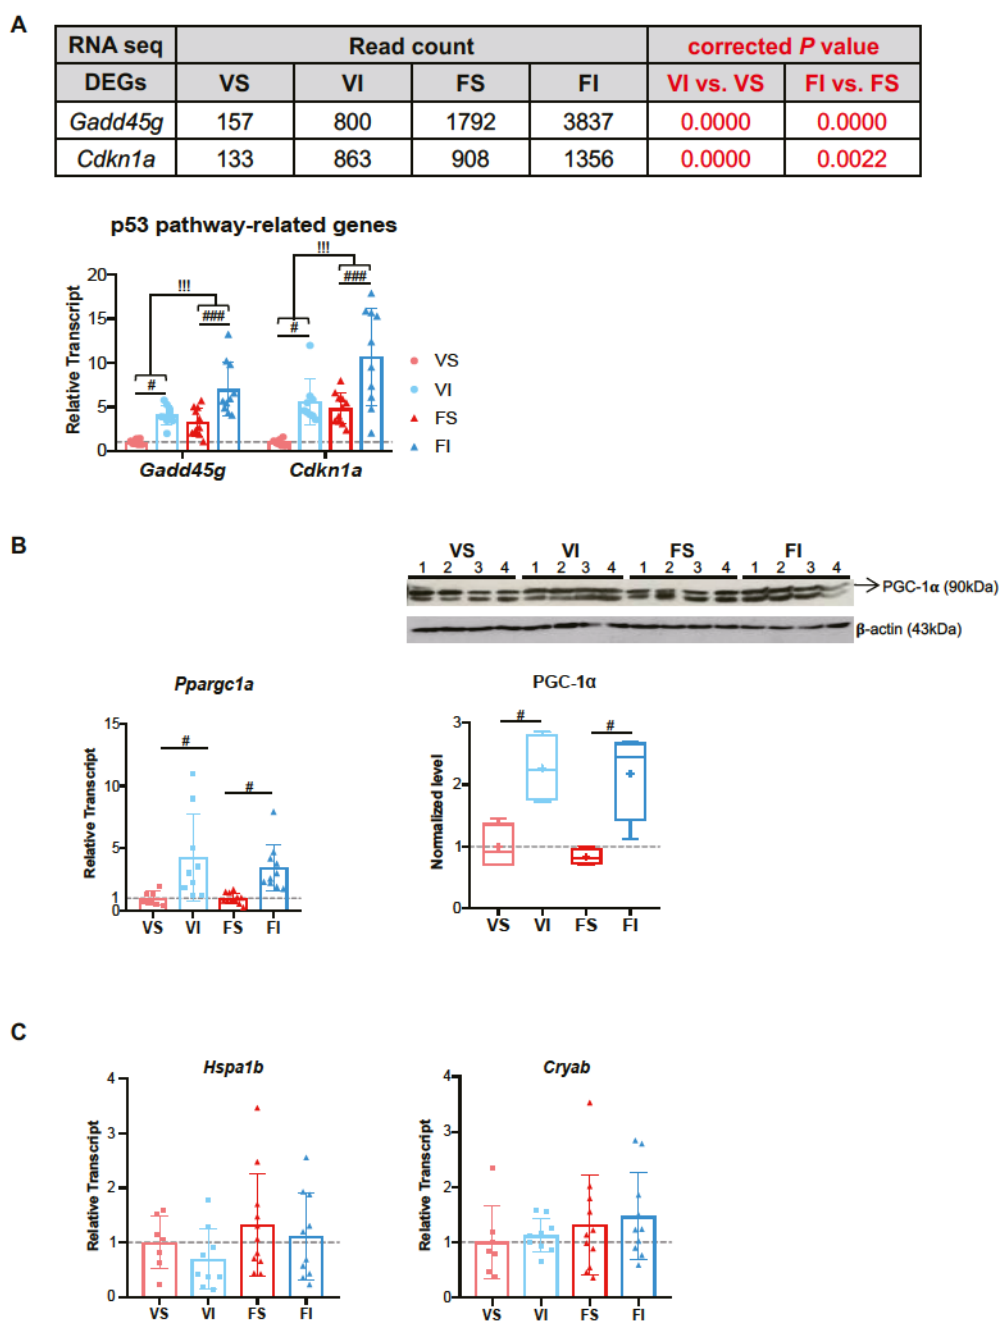 A
RNA seq Read count corrected P value
DEGs VS VI FS FI VI vs. VS FI vs. FS
Gadd45g 157 800 1792 3837 0.0000 0.0000
Cdkn1a 133 863 908 1356 0.0000 0.0022
p53 pathway-related genes
Relative Transcript
20
15
10
5
0
!!!
!!!
###
###
#
#
VS
VI
FS
FI
Gadd45g Cdkn1a
B
VS VI FS FI
1 2 3 4 1 2 3 4 1 2 3 4 1 2 3 4
PGC-1α (90kDa)
β-actin (43kDa)
Ppargc1a
Relative Transcript
15
10
5
1
0
# #
VS VI FS FI
PGC-1α
Normalized level
3
2
1
0
# #
VS VI FS FI
C
Hspa1b
Relative Transcript
4
3
2
1
0
VS VI FS FI
Cryab
Relative Transcript
4
3
2
1
0
VS VI FS FI